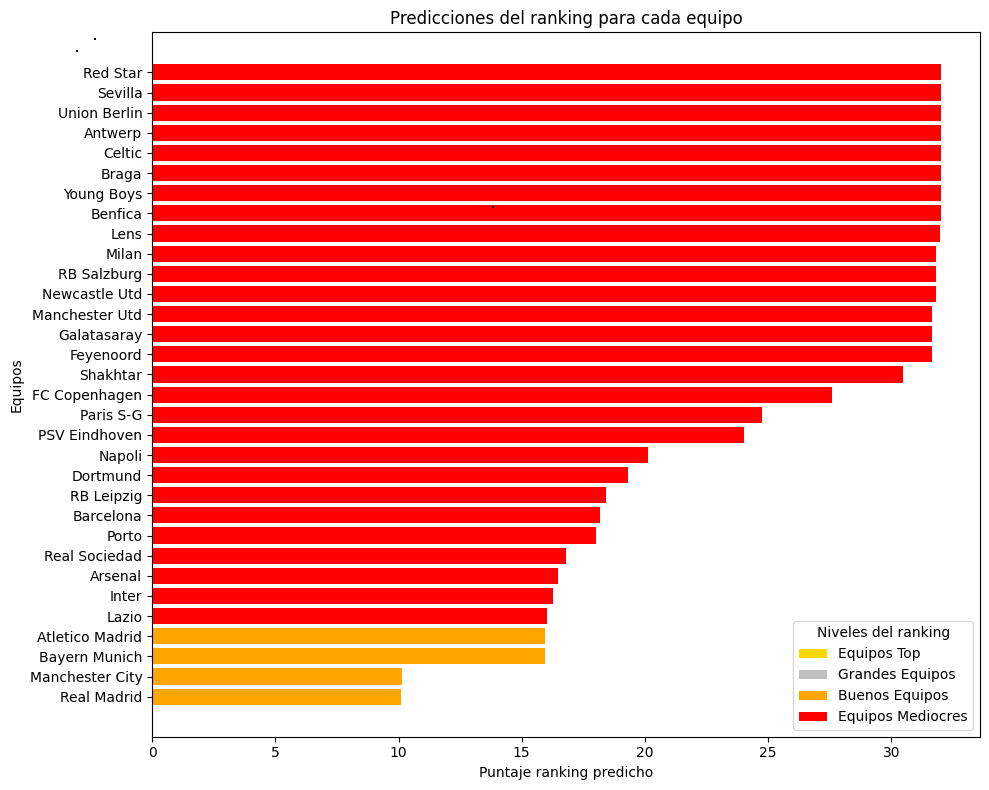 Predicciones del ranking para cada equipo
Equipos
Red Star
Sevilla
Union Berlin
Antwerp
Celtic
Braga
Young Boys
Benfica
Lens
Milan
RB Salzburg
Newcastle Utd
Manchester Utd
Galatasaray
Feyenoord
Shakhtar
FC Copenhagen
Paris S-G
PSV Eindhoven
Napoli
Dortmund
RB Leipzig
Barcelona
Porto
Real Sociedad
Arsenal
Inter
Lazio
Atletico Madrid
Bayern Munich
Manchester City
Real Madrid
Niveles del ranking
Equipos Top
Grandes Equipos
Buenos Equipos
Equipos Mediocres
0 5 10 15 20 25 30
Puntaje ranking predicho